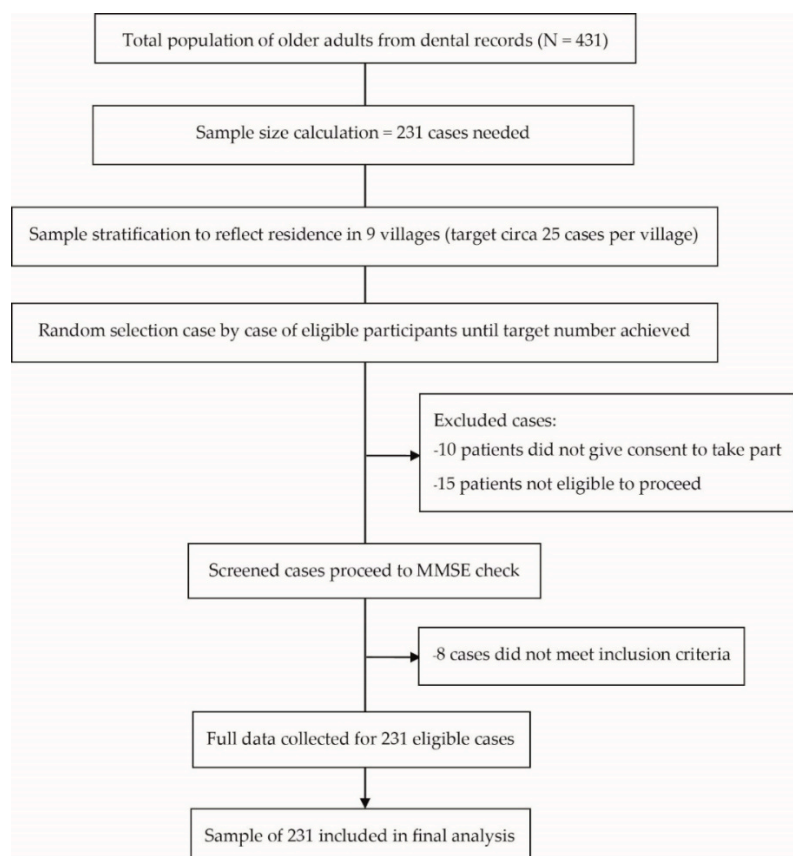 Total population of older adults from dental records (N = 431)
Sample size calculation = 231 cases needed
Sample stratification to reflect residence in 9 villages (target circa 25 cases per village)
Random selection case by case of eligible participants until target number achieved
Excluded cases:
-10 patients did not give consent to take part
-15 patients not eligible to proceed
Screened cases proceed to MMSE check
-8 cases did not meet inclusion criteria
Full data collected for 231 eligible cases
Sample of 231 included in final analysis